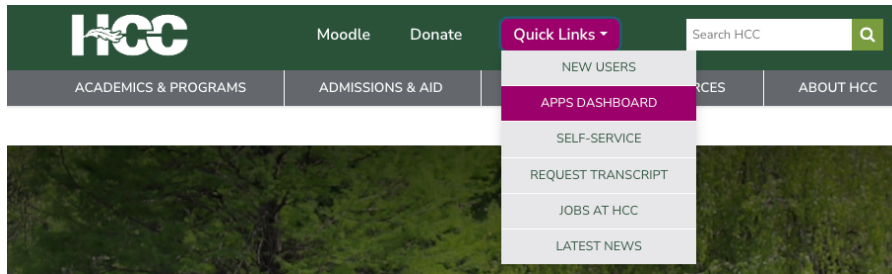 HCC
Moodle
Donate
Quick Links
Search HCC
ACADEMICS & PROGRAMS
ADMISSIONS & AID
RCES
ABOUT HCC
NEW USERS
APPS DASHBOARD
SELF-SERVICE
REQUEST TRANSCRIPT
JOBS AT HCC
LATEST NEWS